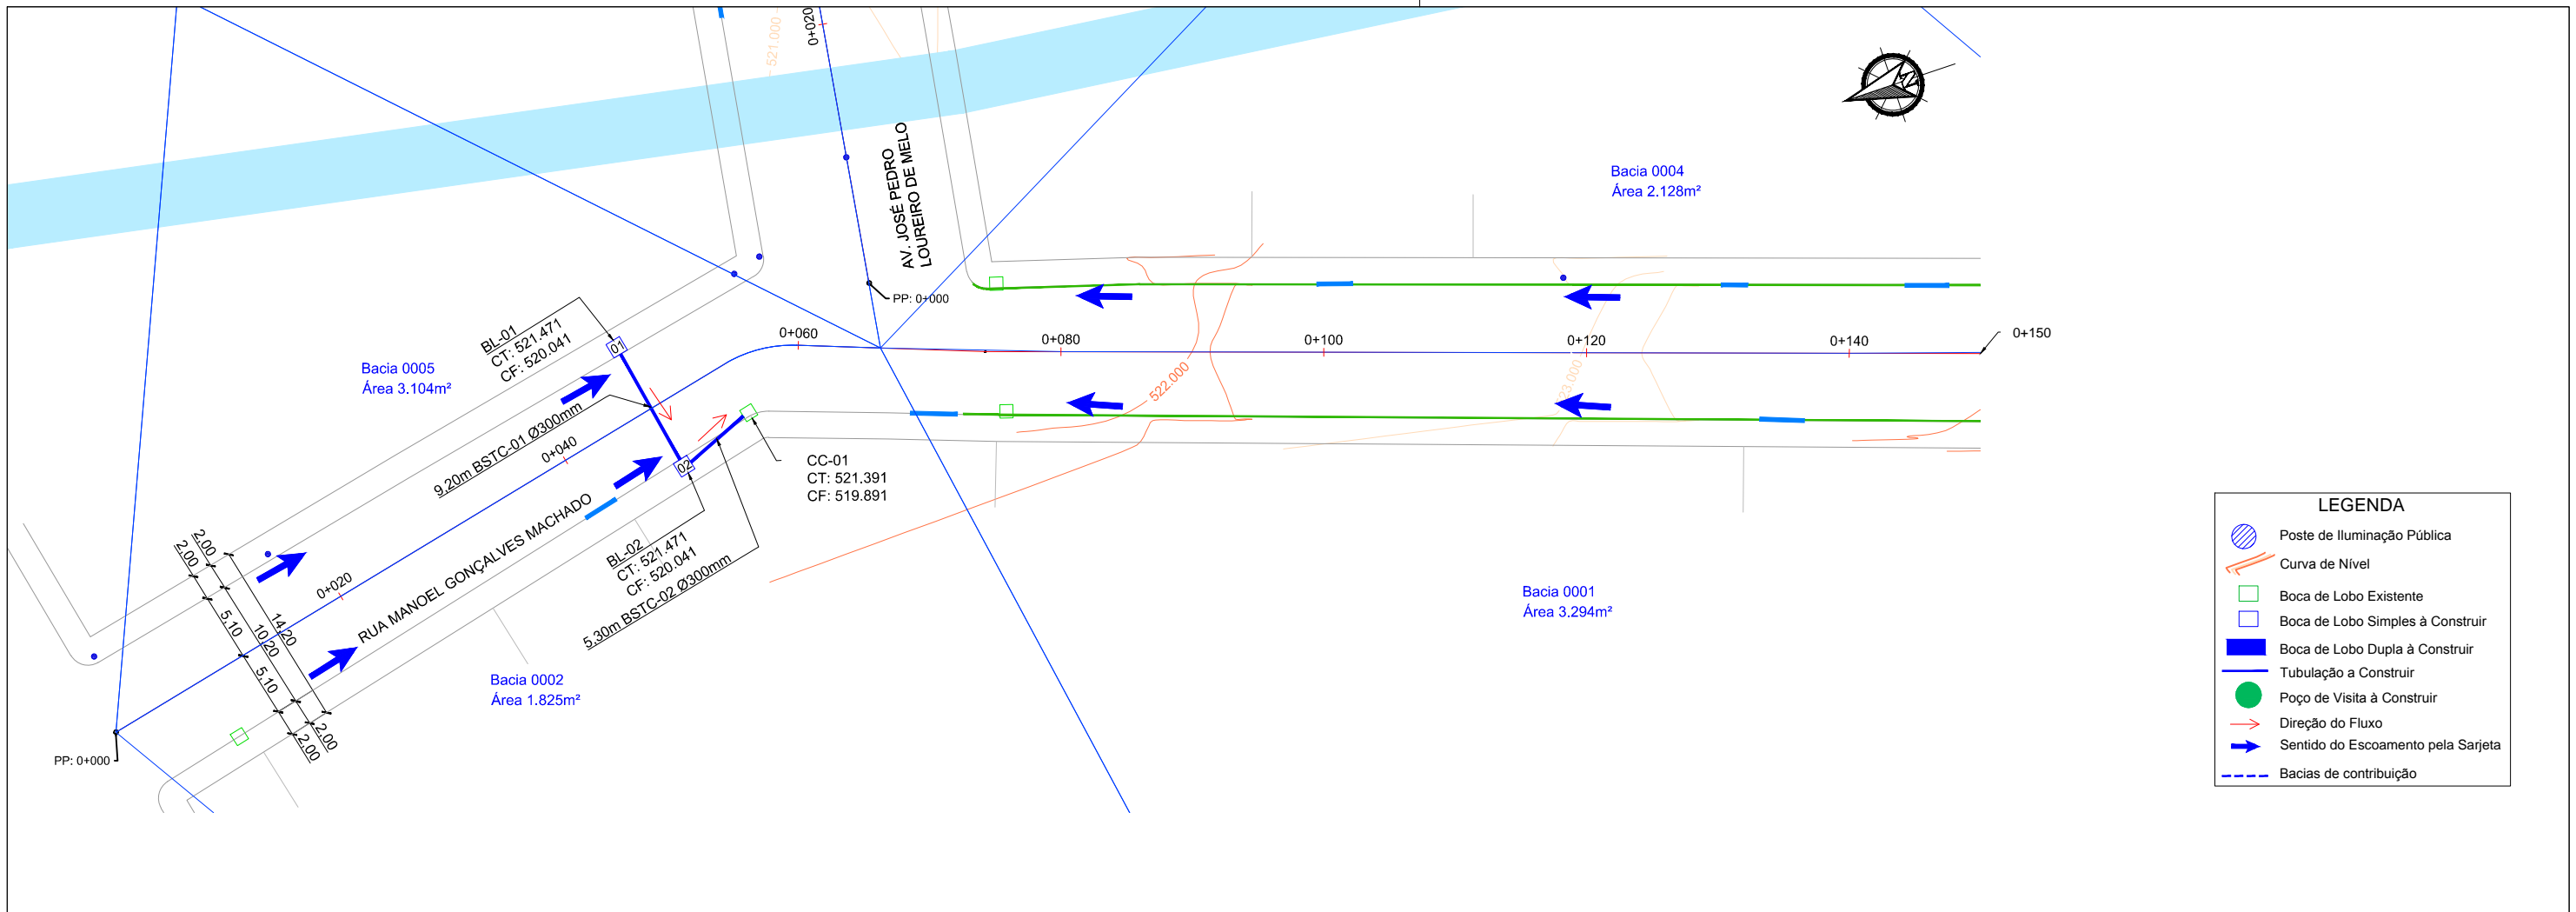 521.000
0+020
AV. JOSÉ PEDRO
LOUREIRO DE MELO
PP: 0+000
Bacia 0004
Área 2.128m²
BL-01
CT: 521.471
CF: 520.041
01
Bacia 0005
Área 3.104m²
0+060
0+080
0+100
0+120
0+140
0+150
522.000
9,20m BSTC-01 Ø300mm
0+040
02
CC-01
CT: 521.391
CF: 519.891
RUA MANOEL GONÇALVES MACHADO
BL-02
CT: 521.471
CF: 520.041
5,30m BSTC-02 Ø300mm
2,00
2,00
0+020
5,10
10,20
14,20
5,10
2,00
2,00
Bacia 0002
Área 1.825m²
Bacia 0001
Área 3.294m²
PP: 0+000
LEGENDA
Poste de Iluminação Pública
Curva de Nível
Boca de Lobo Existente
Boca de Lobo Simples à Construir
Boca de Lobo Dupla à Construir
Tubulação a Construir
Poço de Visita à Construir
Direção do Fluxo
Sentido do Escoamento pela Sarjeta
Bacias de contribuição